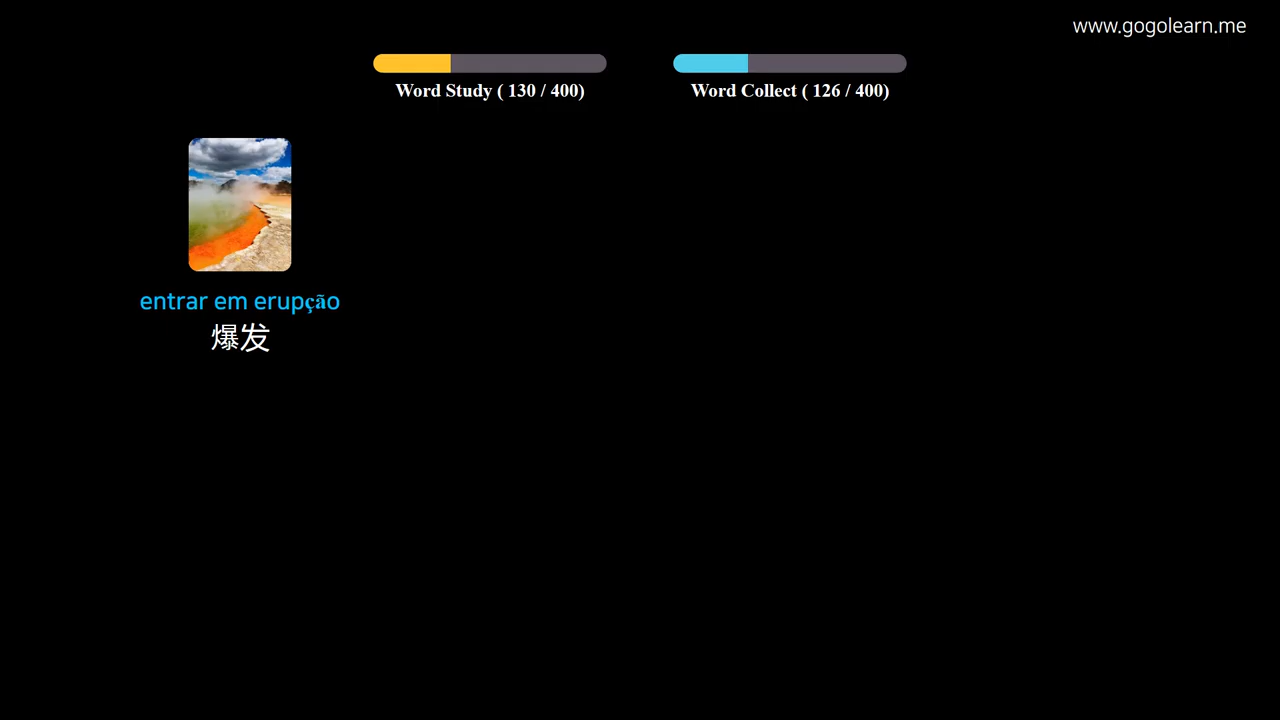 www.gogolearn.me
Word Study ( 130 / 400)
Word Collect ( 126 / 400)
entrar em erupção
爆发